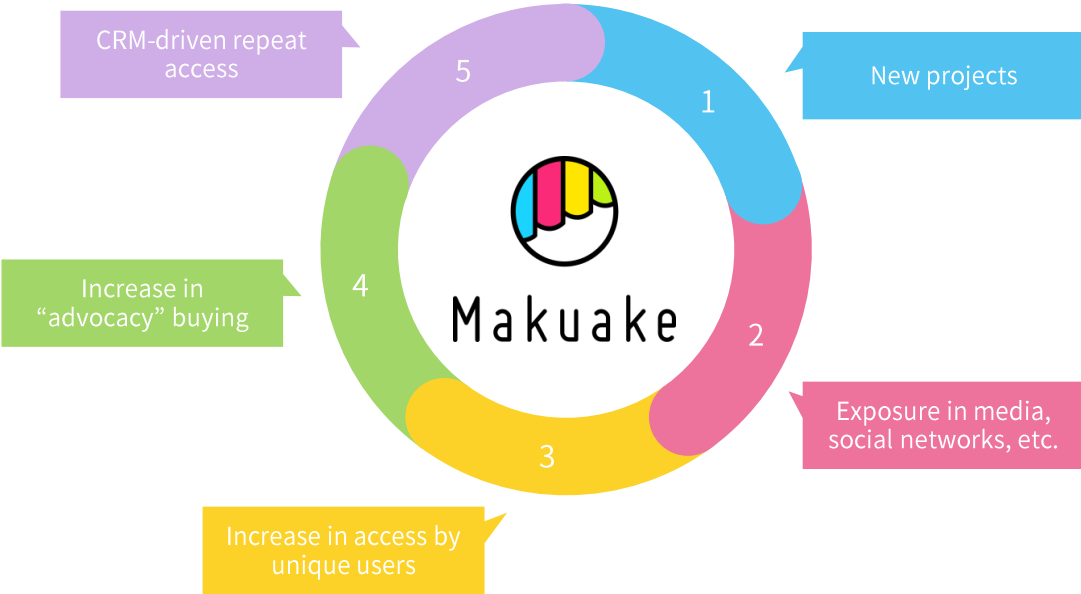 CRM-driven repeat
access
5
1
New projects
4
Increase in
“advocacy” buying
Makuake
2
Exposure in media,
social networks, etc.
3
Increase in access by
unique users